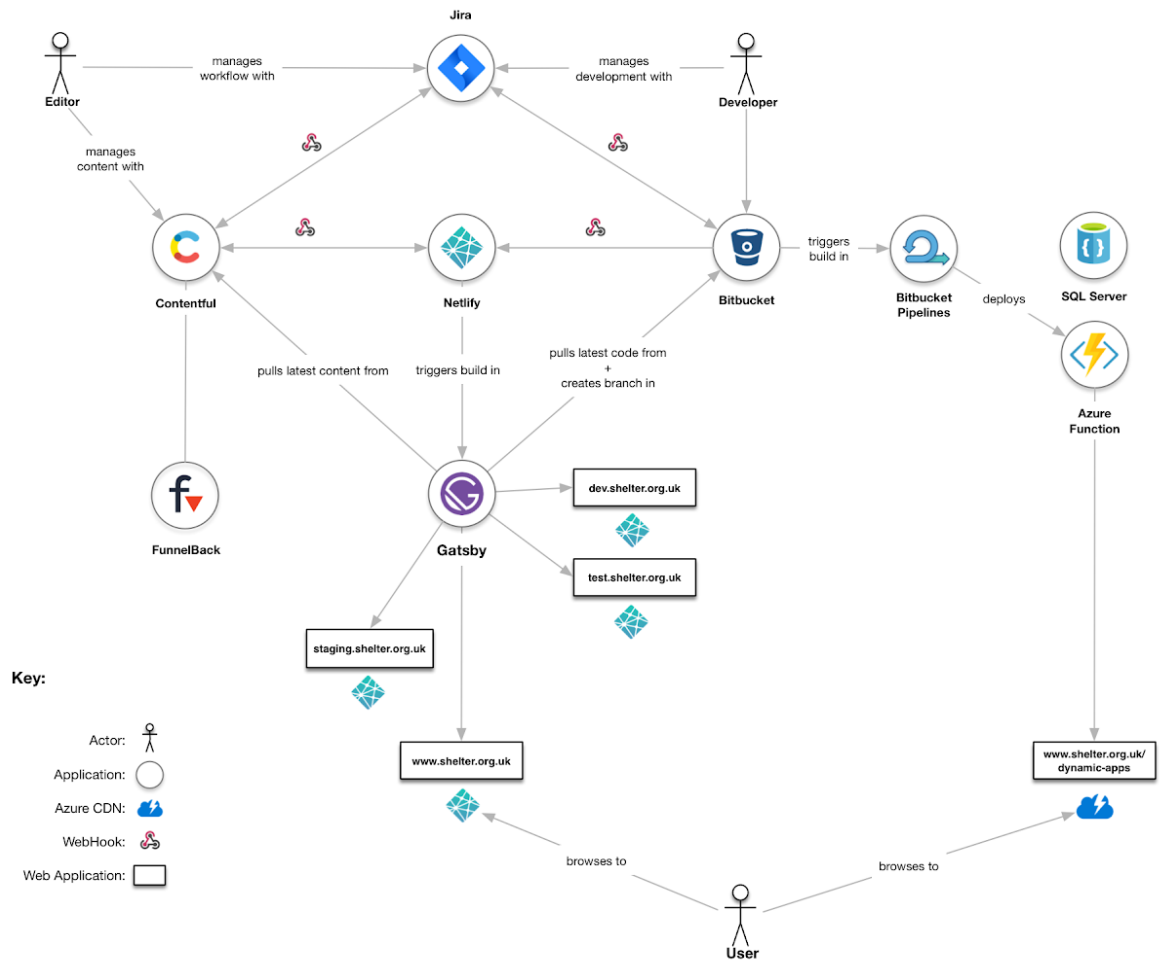 Jira
manages
workflow with
manages
development with
Editor
Developer
manages
content with
triggers
build in
Contentful
Netlify
Bitbucket
Bitbucket
Pipelines
deploys
SQL Server
pulls latest content from
triggers build in
pulls latest code from
+
creates branch in
Azure
Function
FunnelBack
Gatsby
dev.shelter.org.uk
test.shelter.org.uk
staging.shelter.org.uk
www.shelter.org.uk
www.shelter.org.uk/
dynamic-apps
Key:
Actor:
Application:
Azure CDN:
WebHook:
Web Application:
browses to
browses to
User